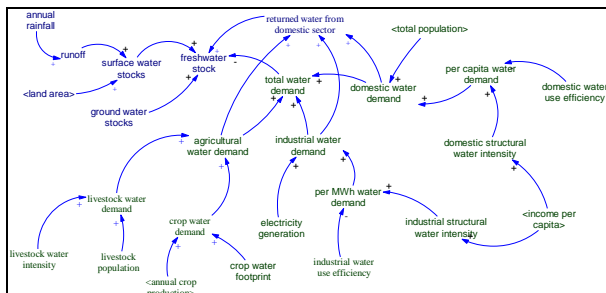 annual
rainfall
runoff
surface water
stocks
<land area>
ground water
stocks
freshwater
stock
returned water from
domestic sector
<total population>
total water
demand
domestic water
demand
per capita water
demand
domestic water
use efficiency
agricultural
water demand
industrial water
demand
domestic structural
water intensity
livestock water
demand
crop water
demand
per MWh water
demand
electricity
generation
industrial structural
water intensity
<income per
capita>
livestock water
intensity
livestock
population
<annual crop
production>
crop water
footprint
industrial water
use efficiency